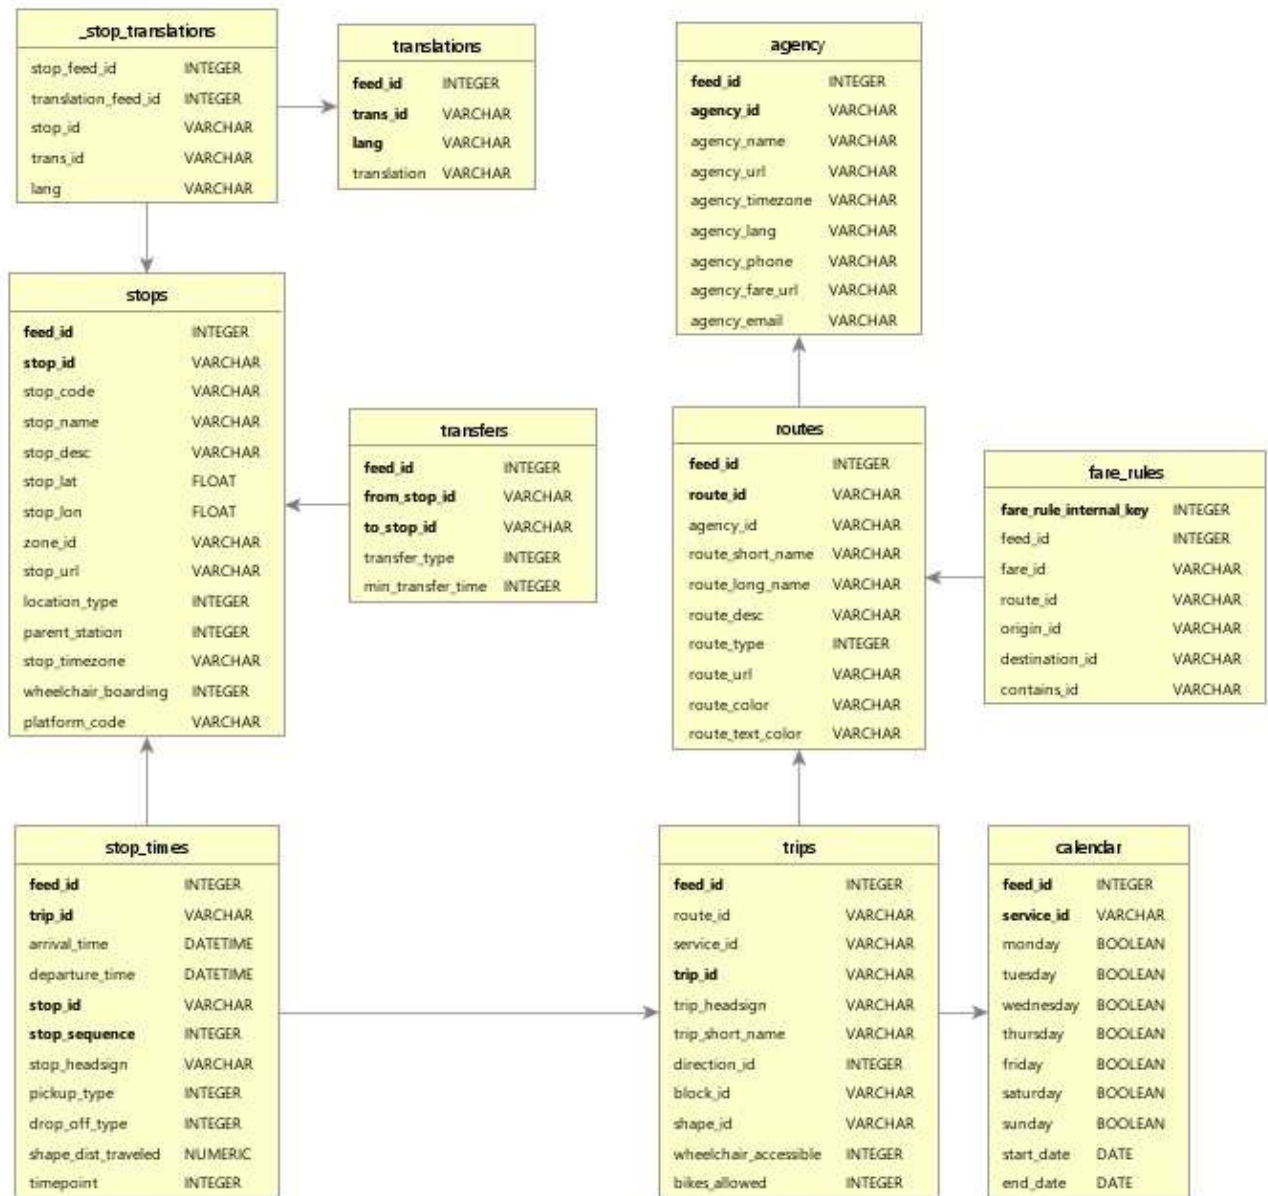 _stop_translations
stop_feed_id INTEGER
translation_feed_id INTEGER
stop_id VARCHAR
trans_id VARCHAR
lang VARCHAR
translations
feed_id INTEGER
trans_id VARCHAR
lang VARCHAR
translation VARCHAR
agency
feed_id INTEGER
agency_id VARCHAR
agency_name VARCHAR
agency_url VARCHAR
agency_timezone VARCHAR
agency_lang VARCHAR
agency_phone VARCHAR
agency_fare_url VARCHAR
agency_email VARCHAR
stops
feed_id INTEGER
stop_id VARCHAR
stop_code VARCHAR
stop_name VARCHAR
stop_desc VARCHAR
stop_lat FLOAT
stop_lon FLOAT
zone_id VARCHAR
stop_url VARCHAR
location_type INTEGER
parent_station INTEGER
stop_timezone VARCHAR
wheelchair_boarding INTEGER
platform_code VARCHAR
transfers
feed_id INTEGER
from_stop_id VARCHAR
to_stop_id VARCHAR
transfer_type INTEGER
min_transfer_time INTEGER
routes
feed_id INTEGER
route_id VARCHAR
agency_id VARCHAR
route_short_name VARCHAR
route_long_name VARCHAR
route_desc VARCHAR
route_type INTEGER
route_url VARCHAR
route_color VARCHAR
route_text_color VARCHAR
fare_rules
fare_rule_internal_key INTEGER
feed_id INTEGER
fare_id VARCHAR
route_id VARCHAR
origin_id VARCHAR
destination_id VARCHAR
contains_id VARCHAR
stop_times
feed_id INTEGER
trip_id VARCHAR
arrival_time DATETIME
departure_time DATETIME
stop_id VARCHAR
stop_sequence INTEGER
stop_headsign VARCHAR
pickup_type INTEGER
drop_off_type INTEGER
shape_dist_traveled NUMERIC
timepoint INTEGER
trips
feed_id INTEGER
route_id VARCHAR
service_id VARCHAR
trip_id VARCHAR
trip_headsign VARCHAR
trip_short_name VARCHAR
direction_id INTEGER
block_id VARCHAR
shape_id VARCHAR
wheelchair_accessible INTEGER
bikes_allowed INTEGER
calendar
feed_id INTEGER
service_id VARCHAR
monday BOOLEAN
tuesday BOOLEAN
wednesday BOOLEAN
thursday BOOLEAN
friday BOOLEAN
saturday BOOLEAN
sunday BOOLEAN
start_date DATE
end_date DATE